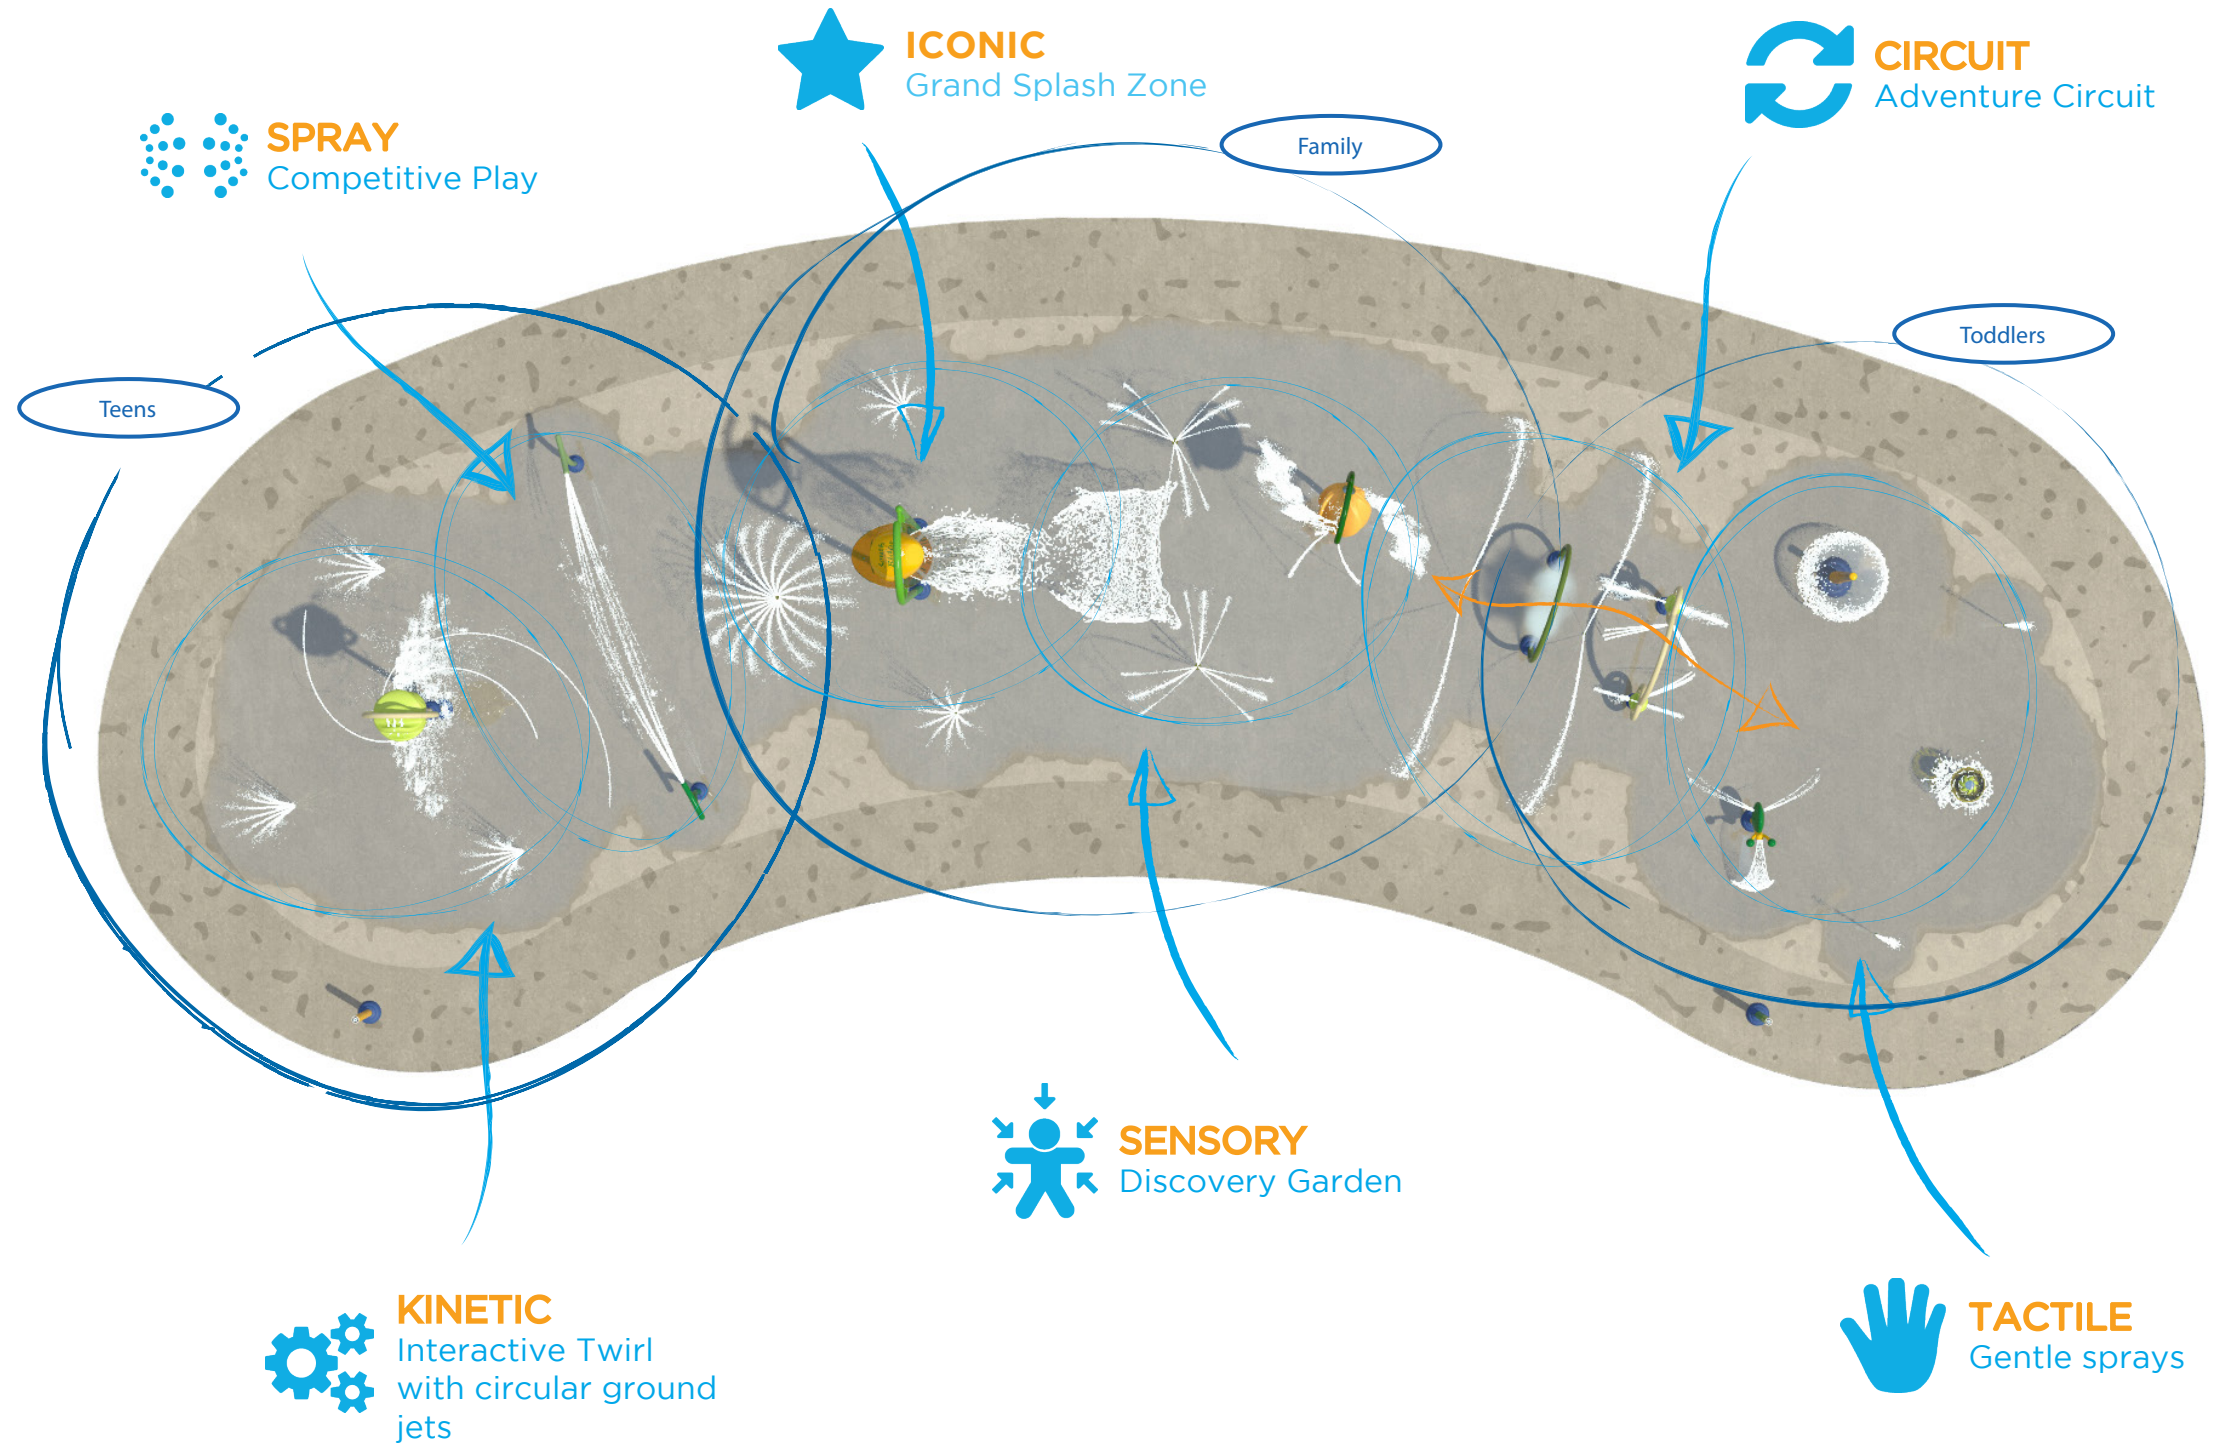 ICONIC
Grand Splash Zone
CIRCUIT
Adventure Circuit
SPRAY
Competitive Play
Family
Toddlers
Teens
SENSORY
Discovery Garden
KINETIC
Interactive Twirl
with circular ground
jets
TACTILE
Gentle sprays